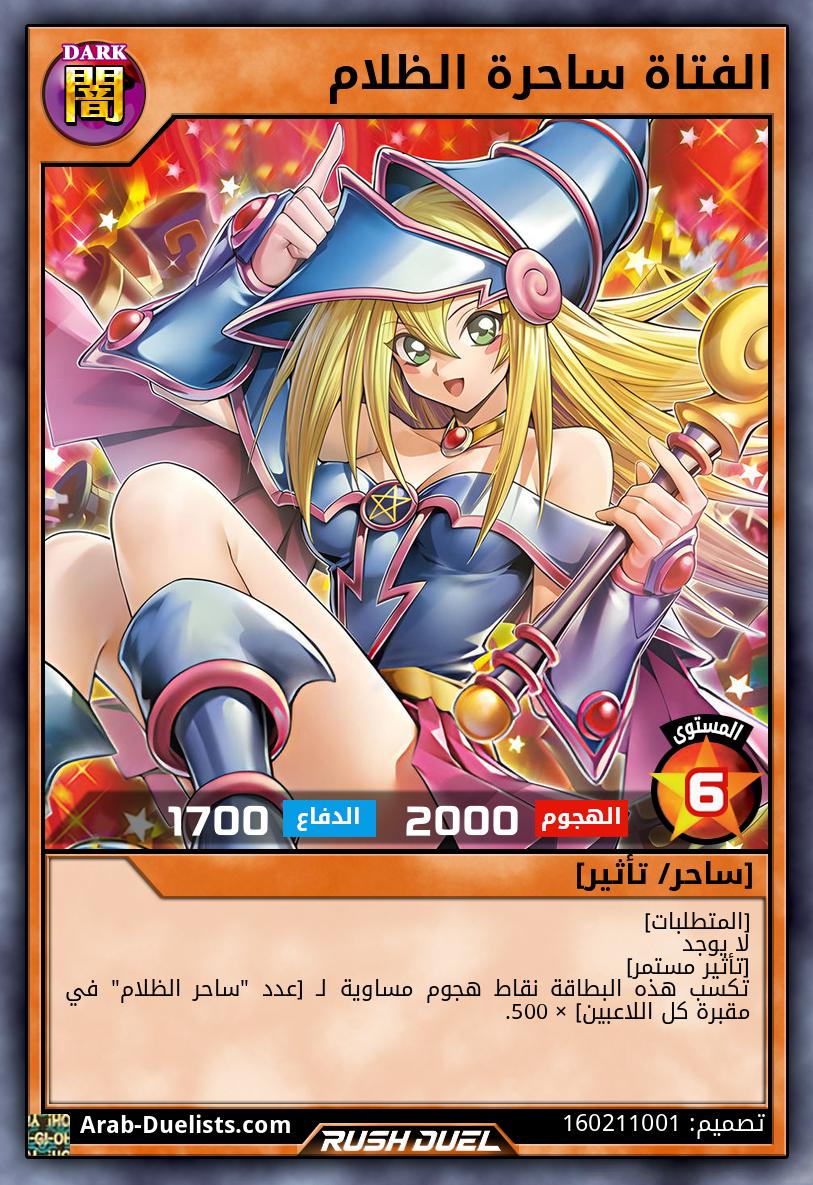 DARK
闇
الفتاة ساحرة الظلام
المستوى
6
الهجوم 2000 الدفاع 1700
[ساحر/ تأثير]
[المتطلبات]
لا يوجد
[تأثير مستمر]
تكسب هذه البطاقة نقاط هجوم مساوية لـ [عدد "ساحر الظلام" في
مقبرة كل اللاعبين] × 500.
تصميم: 160211001
RUSH DUEL
Arab-Duelists.com